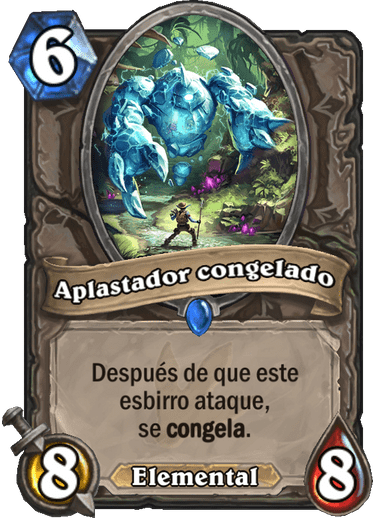 6
Aplastador congelado
Después de que este
esbirro ataque,
se congela.
8
Elemental
8